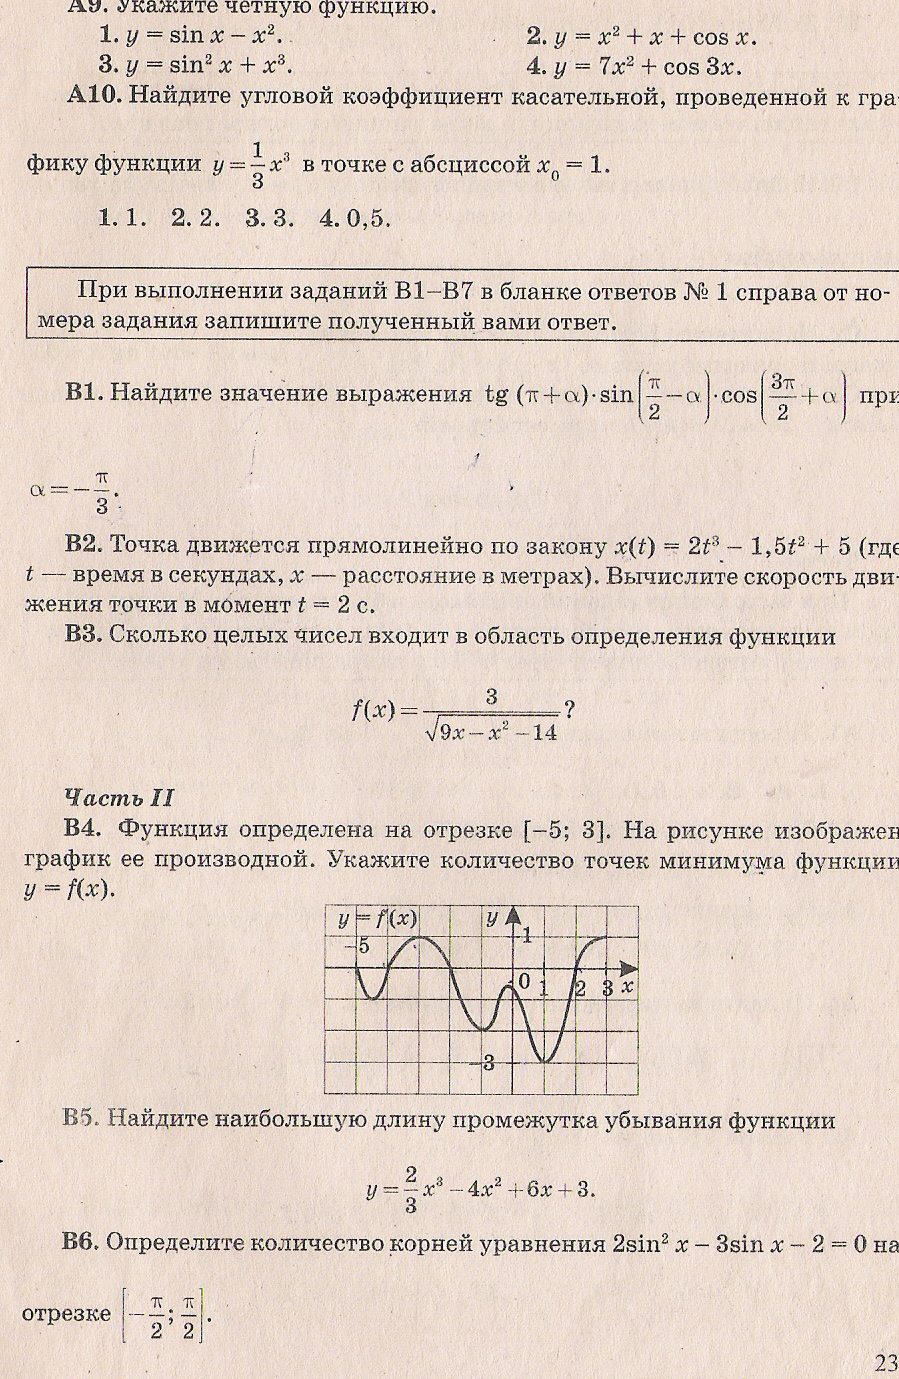 А9. Укажите четную функцию.
1. y = sin x − x². 2. y = x² + x + cos x.
3. y = sin² x + x³. 4. y = 7x² + cos 3x.
А10. Найдите угловой коэффициент касательной, проведенной к гра-
фику функции y = 1/3 x³ в точке с абсциссой x₀ = 1.
1. 1. 2. 2. 3. 3. 4. 0,5.
При выполнении заданий В1–В7 в бланке ответов № 1 справа от но-
мера задания запишите полученный вами ответ.
В1. Найдите значение выражения tg (π + α) · sin(π/2 − α) · cos(3π/2 + α) при
α = −π/3.
В2. Точка движется прямолинейно по закону x(t) = 2t³ − 1,5t² + 5 (где
t — время в секундах, x — расстояние в метрах). Вычислите скорость дви-
жения точки в момент t = 2 с.
В3. Сколько целых чисел входит в область определения функции
f(x) = 3/√(9x − x² − 14)?
Часть II
В4. Функция определена на отрезке [−5; 3]. На рисунке изображен
график ее производной. Укажите количество точек минимума функции
y = f(x).
y = f′(x) y 1
−5
0 1 2 3 x
−3
В5. Найдите наибольшую длину промежутка убывания функции
y = 2/3 x³ − 4x² + 6x + 3.
В6. Определите количество корней уравнения 2sin² x − 3sin x − 2 = 0 на
отрезке [−π/2; π/2].
23